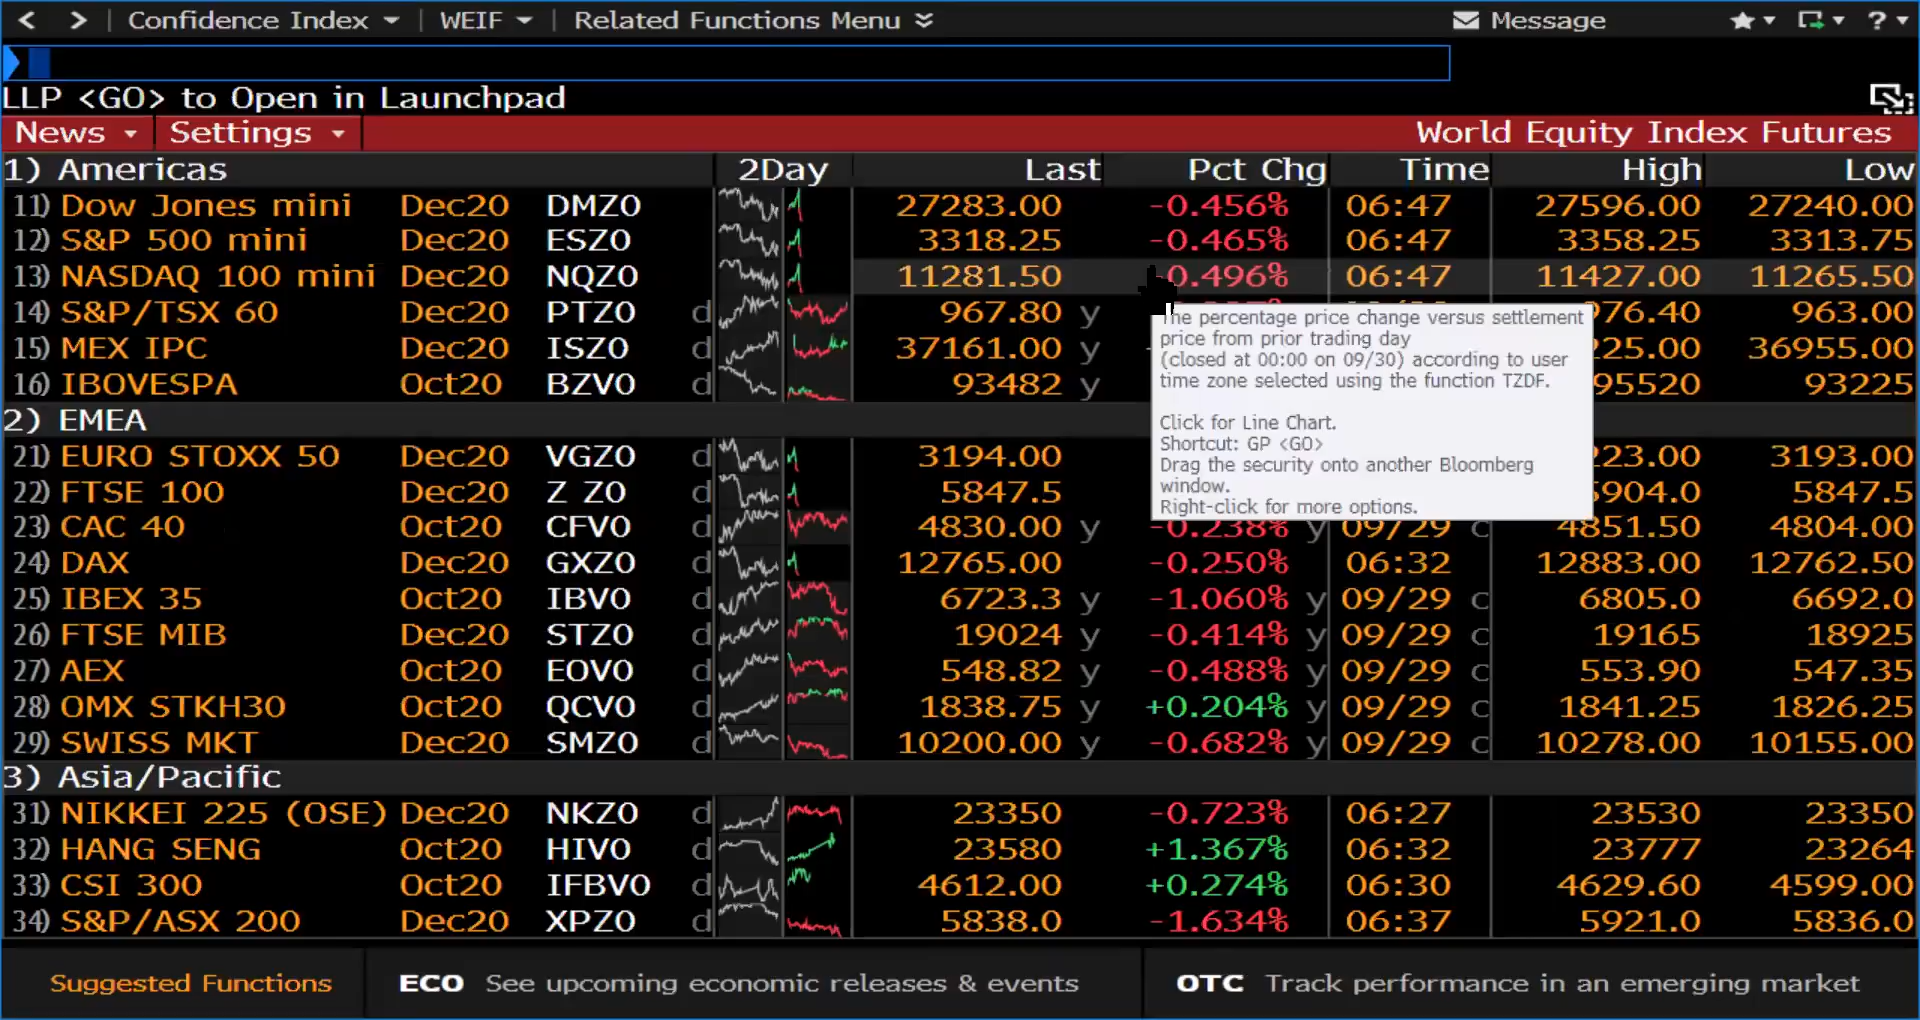 < > Confidence Index WEIF Related Functions Menu Message ?
LLP <GO> to Open in Launchpad
News Settings World Equity Index Futures
1) Americas 2Day Last Pct Chg Time High Low
11) Dow Jones mini Dec20 DMZ0 27283.00 -0.456% 06:47 27596.00 27240.00
12) S&P 500 mini Dec20 ESZ0 3318.25 -0.465% 06:47 3358.25 3313.75
13) NASDAQ 100 mini Dec20 NQZ0 11281.50 0.496% 06:47 11427.00 11265.50
14) S&P/TSX 60 Dec20 PTZ0 d 967.80 y 976.40 963.00
15) MEX IPC Dec20 ISZ0 d 37161.00 y 225.00 36955.00
16) IBOVESPA Oct20 BZV0 d 93482 y 95520 93225
The percentage price change versus settlement
price from prior trading day
(closed at 00:00 on 09/30) according to user
time zone selected using the function TZDF.
Click for Line Chart.
Shortcut: GP <GO>
Drag the security onto another Bloomberg
window.
Right-click for more options.
2) EMEA
21) EURO STOXX 50 Dec20 VGZ0 d 3194.00 223.00 3193.00
22) FTSE 100 Dec20 Z Z0 d 5847.5 5904.0 5847.5
23) CAC 40 Oct20 CFV0 d 4830.00 y -0.238% y 09/29 c 4851.50 4804.00
24) DAX Dec20 GXZ0 d 12765.00 -0.250% 06:32 12883.00 12762.50
25) IBEX 35 Oct20 IBV0 d 6723.3 y -1.060% y 09/29 c 6805.0 6692.0
26) FTSE MIB Dec20 STZ0 d 19024 y -0.414% y 09/29 c 19165 18925
27) AEX Oct20 EOV0 d 548.82 y -0.488% y 09/29 c 553.90 547.35
28) OMX STKH30 Oct20 QCV0 d 1838.75 y +0.204% y 09/29 c 1841.25 1826.25
29) SWISS MKT Dec20 SMZ0 d 10200.00 y -0.682% y 09/29 c 10278.00 10155.00
3) Asia/Pacific
31) NIKKEI 225 (OSE) Dec20 NKZ0 d 23350 -0.723% 06:27 23530 23350
32) HANG SENG Oct20 HIV0 d 23580 +1.367% 06:32 23777 23264
33) CSI 300 Oct20 IFBV0 d 4612.00 +0.274% 06:30 4629.60 4599.00
34) S&P/ASX 200 Dec20 XPZ0 d 5838.0 -1.634% 06:37 5921.0 5836.0
Suggested Functions ECO See upcoming economic releases & events OTC Track performance in an emerging market